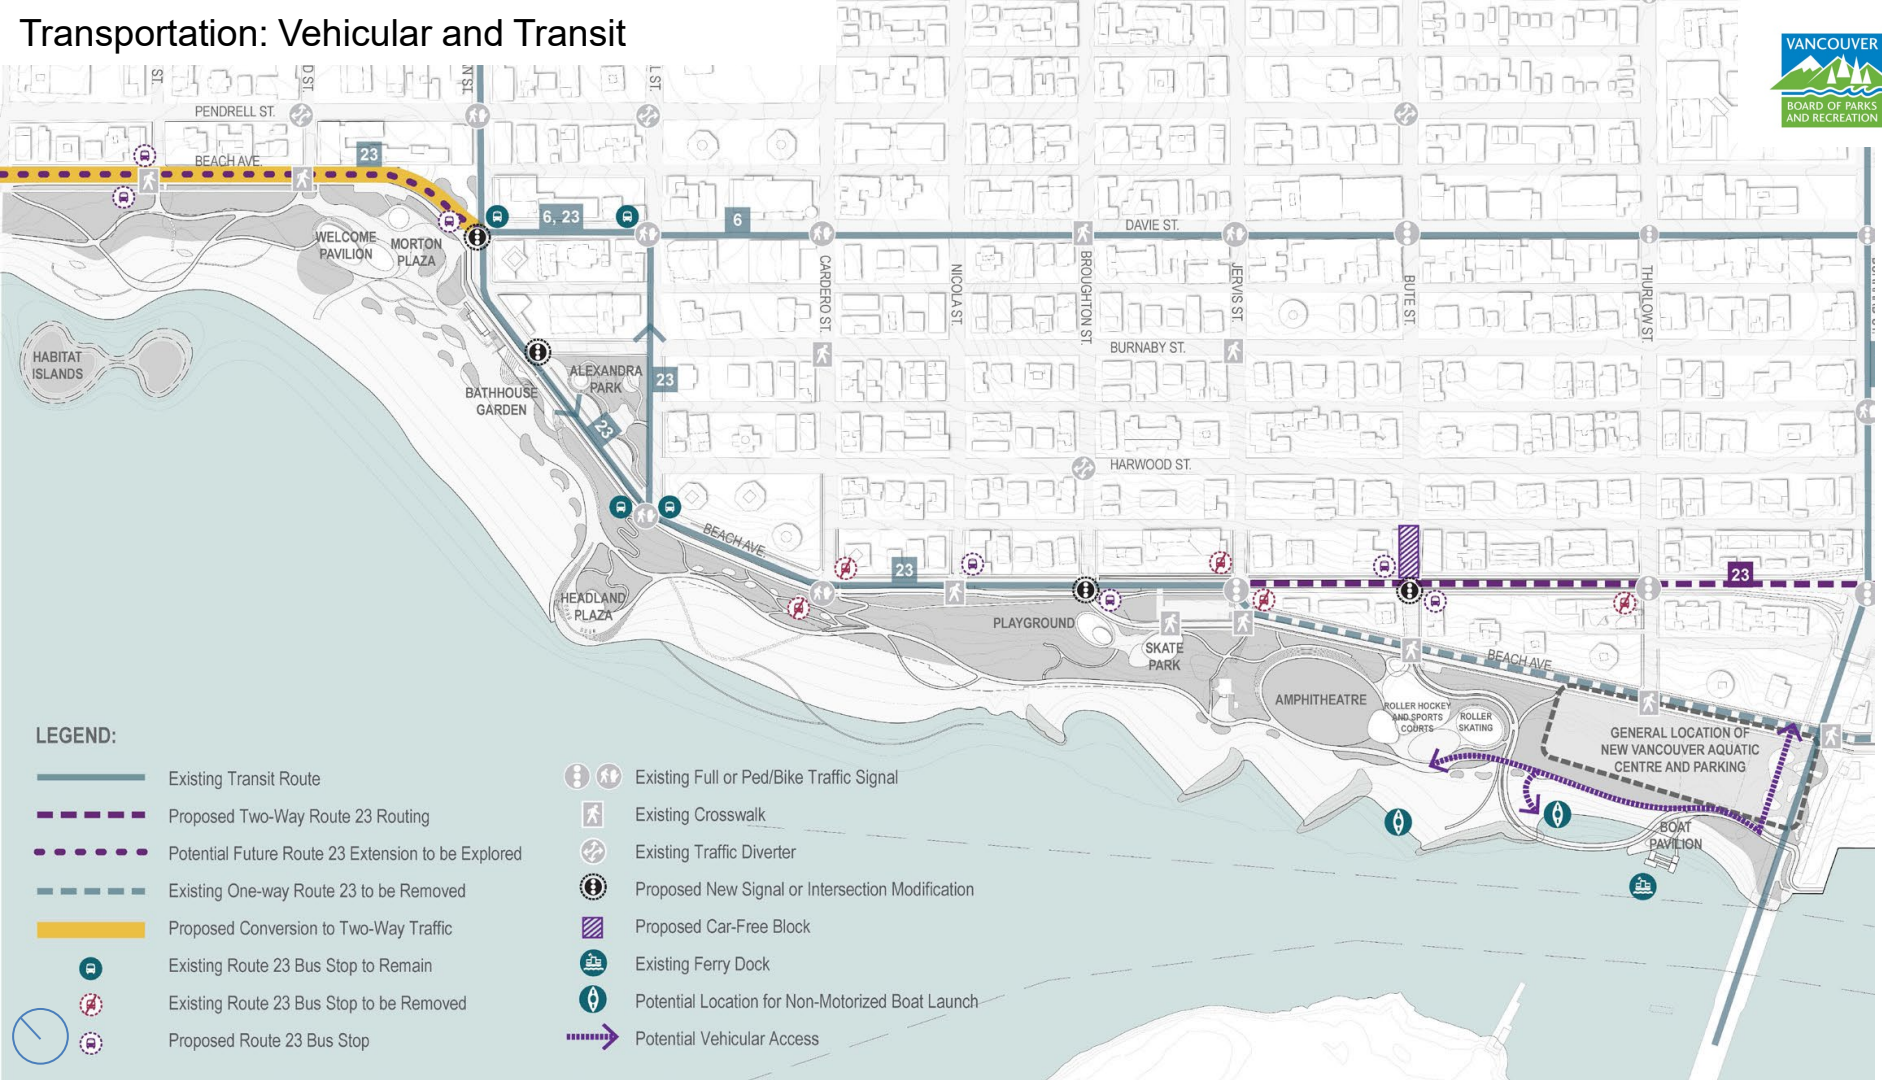 Transportation: Vehicular and Transit
VANCOUVER
BOARD OF PARKS
AND RECREATION
ST.
D ST.
N ST.
L ST.
PENDRELL ST.
BEACH AVE.
23
6, 23
6
DAVIE ST.
WELCOME
PAVILION
MORTON
PLAZA
CARDERO ST.
NICOLA ST.
BROUGHTON ST.
JERVIS ST.
BUTE ST.
THURLOW ST.
HABITAT
ISLANDS
BURNABY ST.
ALEXANDRA
PARK
23
BATHHOUSE
GARDEN
23
HARWOOD ST.
BEACH AVE.
23
23
HEADLAND
PLAZA
PLAYGROUND
SKATE
PARK
BEACH AVE.
AMPHITHEATRE
ROLLER HOCKEY
AND SPORTS
COURTS
ROLLER
SKATING
GENERAL LOCATION OF
NEW VANCOUVER AQUATIC
CENTRE AND PARKING
BOAT
PAVILION
LEGEND:
Existing Transit Route
Proposed Two-Way Route 23 Routing
Potential Future Route 23 Extension to be Explored
Existing One-way Route 23 to be Removed
Proposed Conversion to Two-Way Traffic
Existing Route 23 Bus Stop to Remain
Existing Route 23 Bus Stop to be Removed
Proposed Route 23 Bus Stop
Existing Full or Ped/Bike Traffic Signal
Existing Crosswalk
Existing Traffic Diverter
Proposed New Signal or Intersection Modification
Proposed Car-Free Block
Existing Ferry Dock
Potential Location for Non-Motorized Boat Launch
Potential Vehicular Access